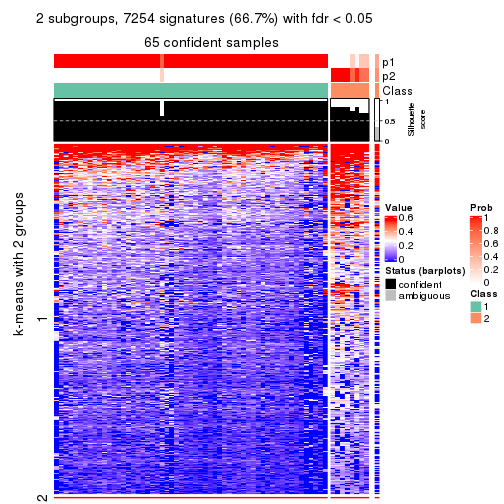 2 subgroups, 7254 signatures (66.7%) with fdr < 0.05
65 confident samples
p1
p2
Class
1
0.5
0
Silhouette
score
k-means with 2 groups
1
2
Value
0.6
0.4
0.2
0
Status (barplots)
confident
ambiguous
Prob
1
0.8
0.6
0.4
0.2
0
Class
1
2